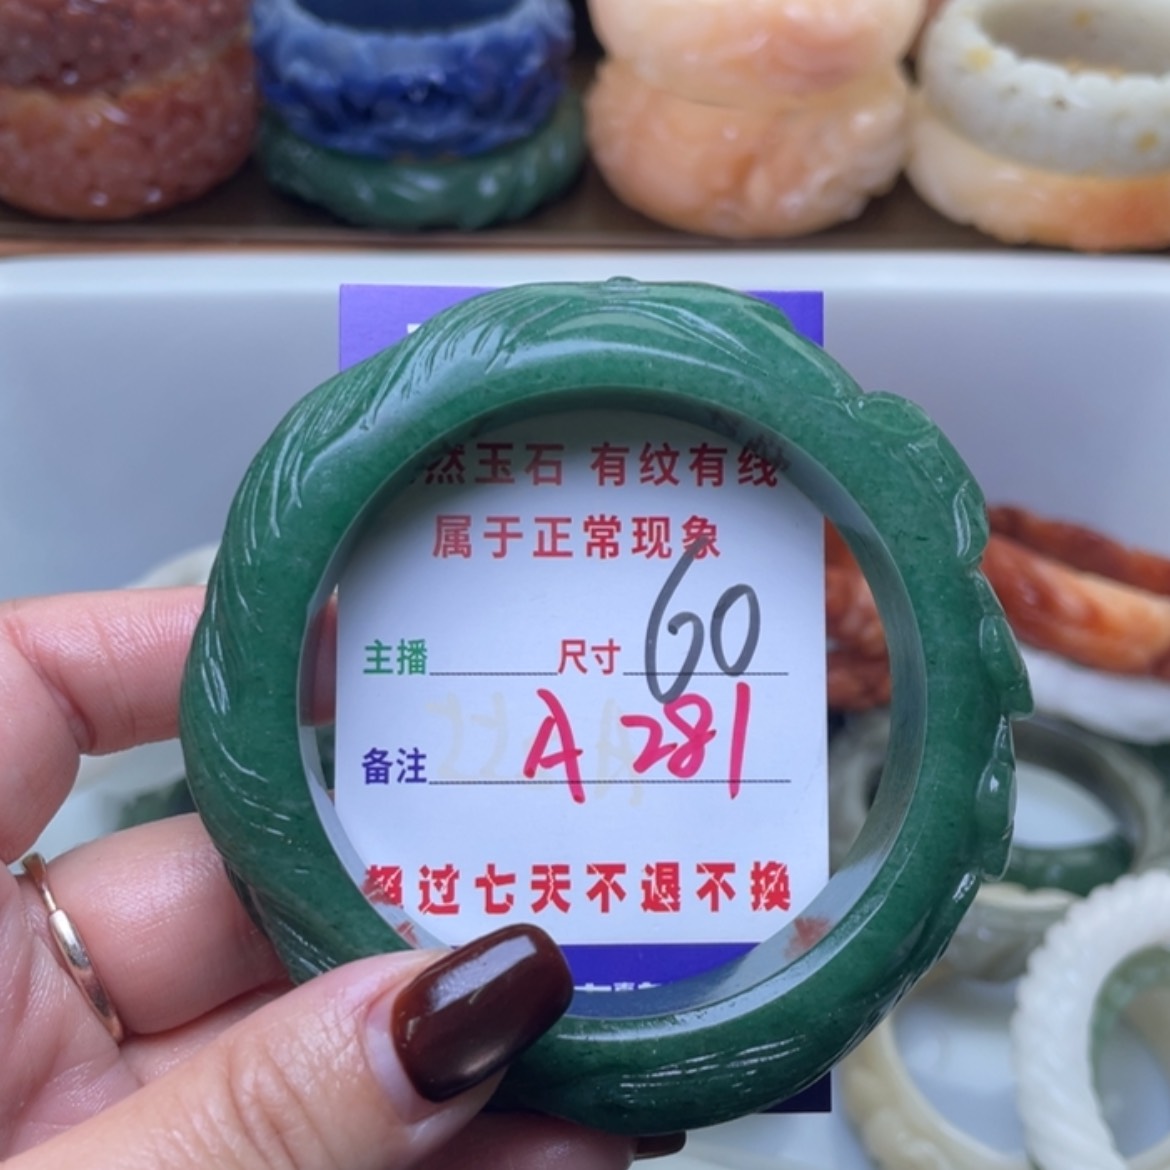 然玉石 有纹有线
属于正常现象
主播 尺寸 60
备注 A 281
超过七天不退不换